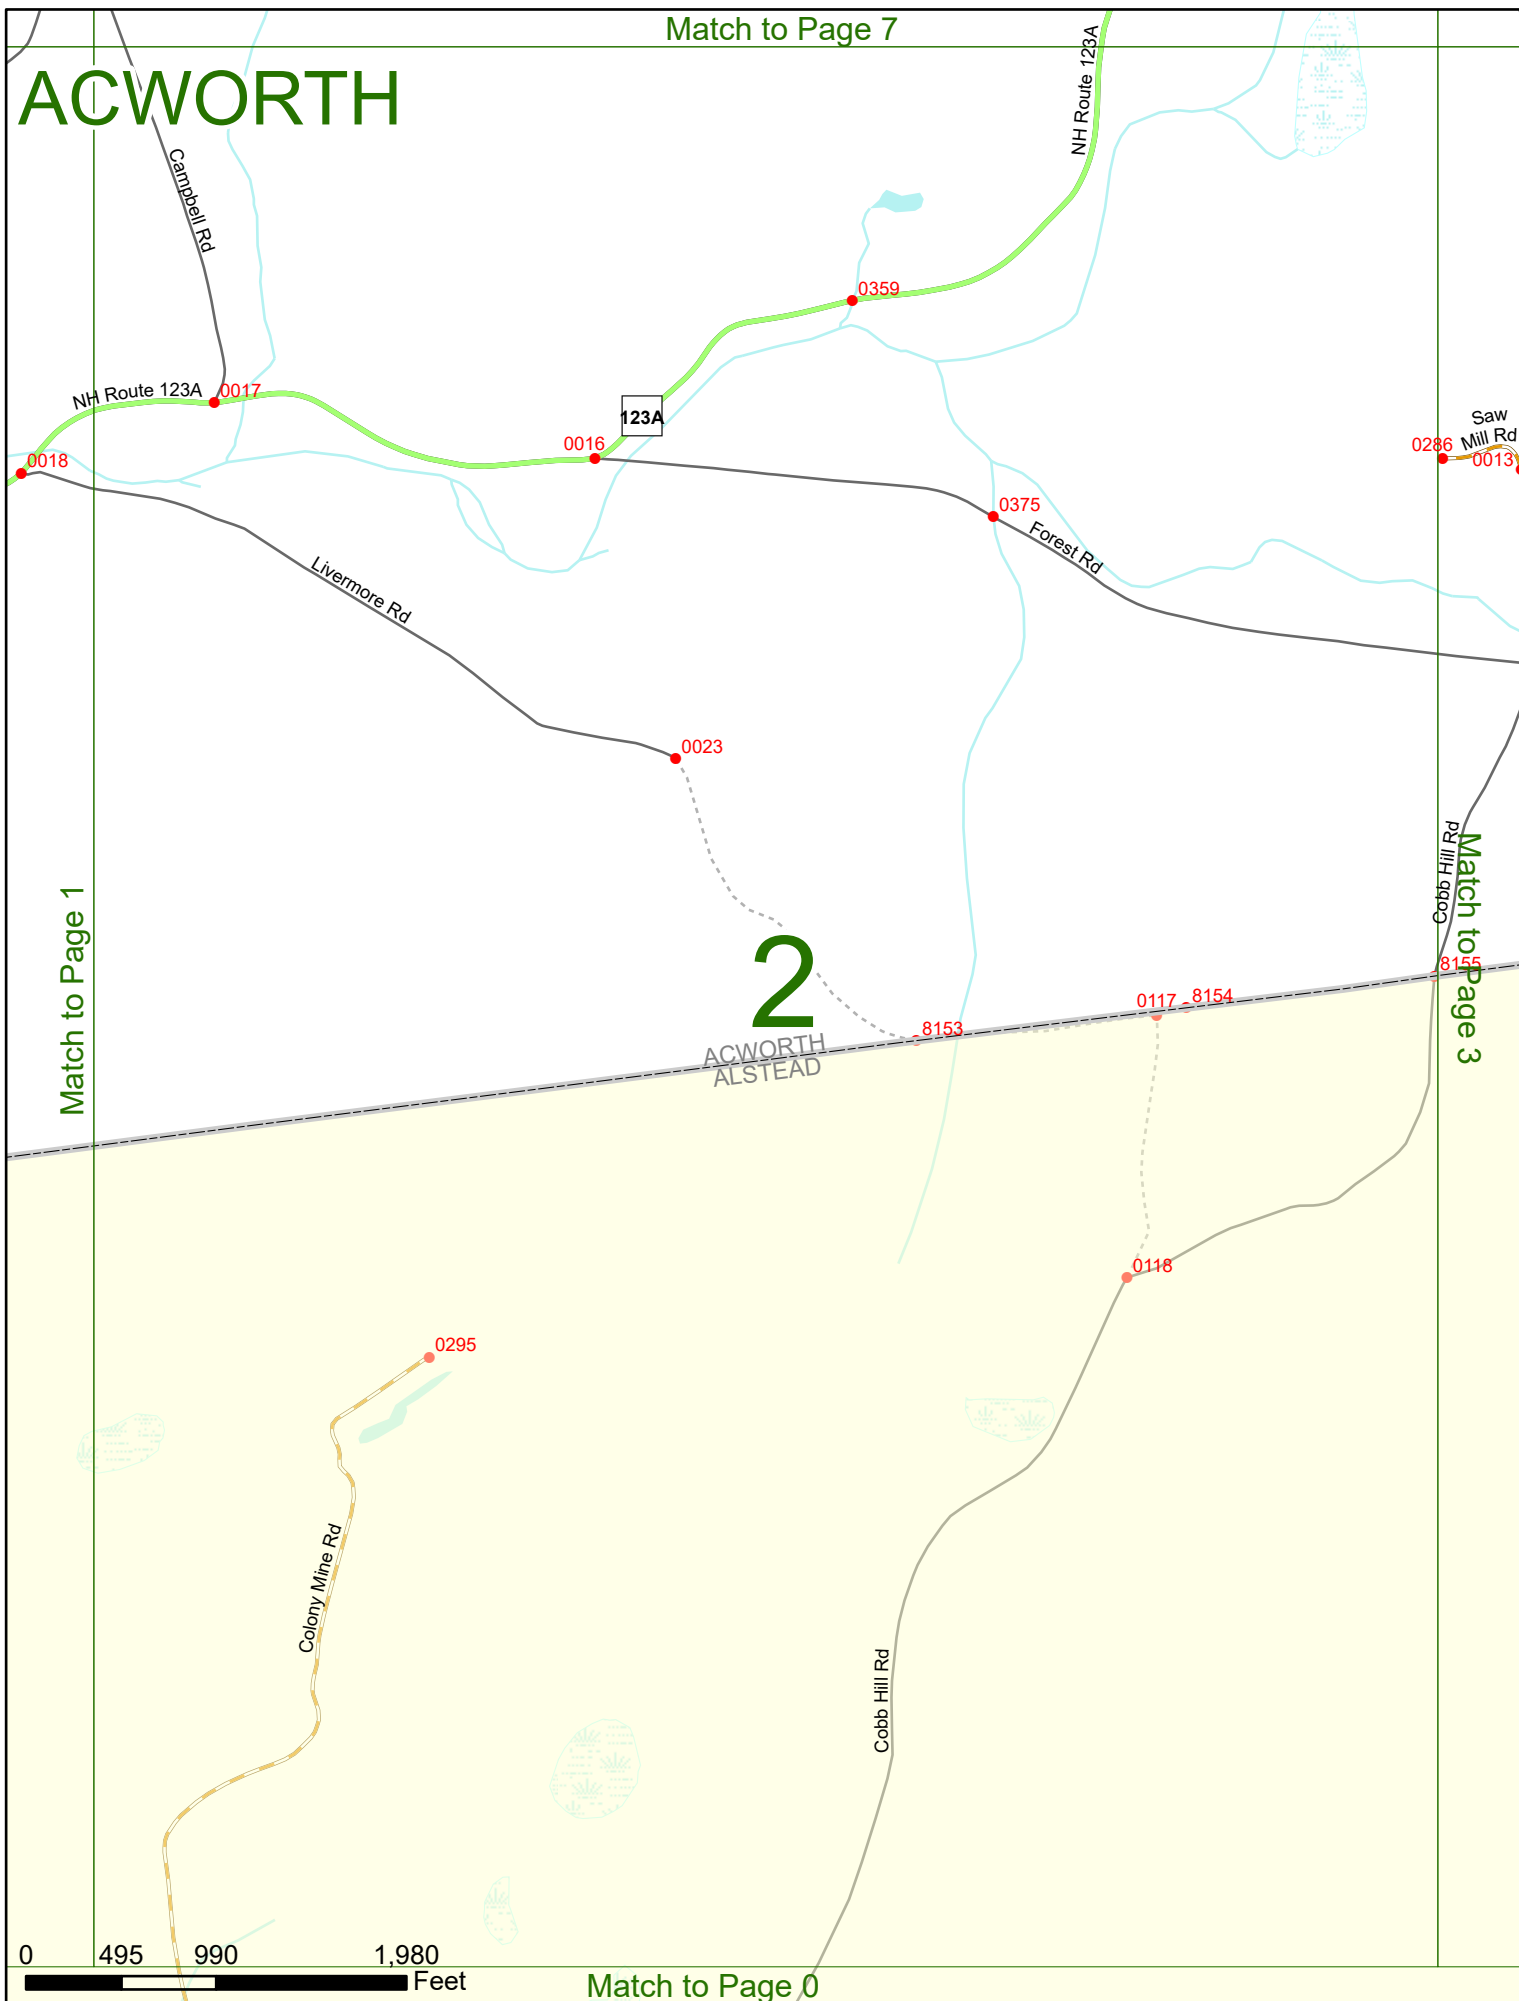 Match to Page 7
ACWORTH
NH Route 123A
Campbell Rd
0359
NH Route 123A
0017
123A
0016
0018
Saw
Mill Rd
0286
0013
0375
Forest Rd
Livermore Rd
0023
Cobb Hill Rd
Match to Page 3
Match to Page 1
2
8155
8154
0117
8153
ACWORTH
ALSTEAD
0118
0295
Colony Mine Rd
Cobb Hill Rd
0 495 990 1,980
Feet
Match to Page 0